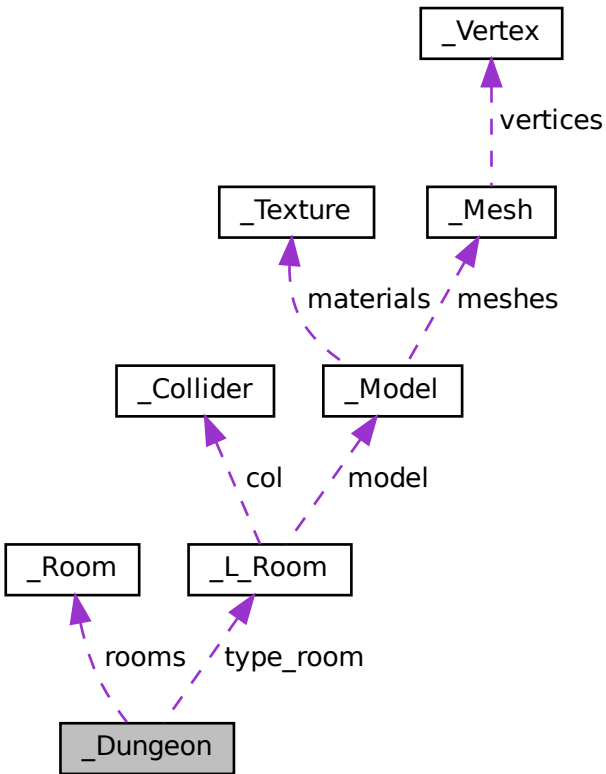 _Vertex
vertices
_Texture
_Mesh
materials
meshes
_Collider
_Model
col
model
_Room
_L_Room
rooms
type_room
_Dungeon